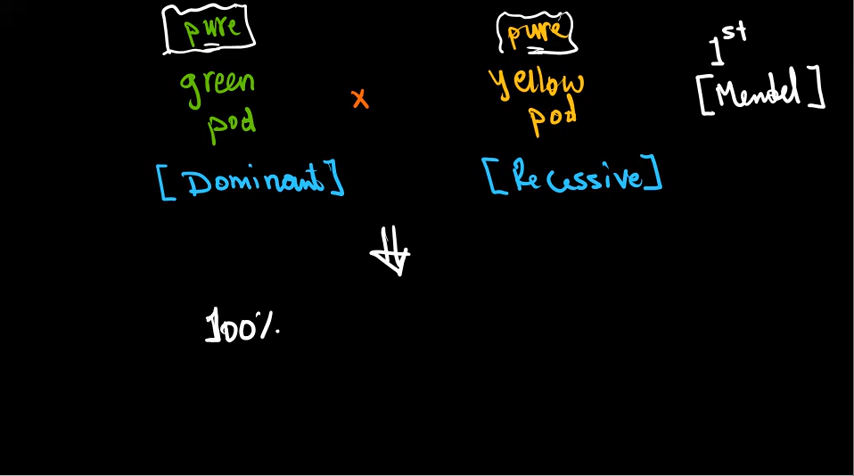 pure
green
pod
[Dominant]
x
pure
yellow
pod
[Recessive]
1st
[Mendel]
100%